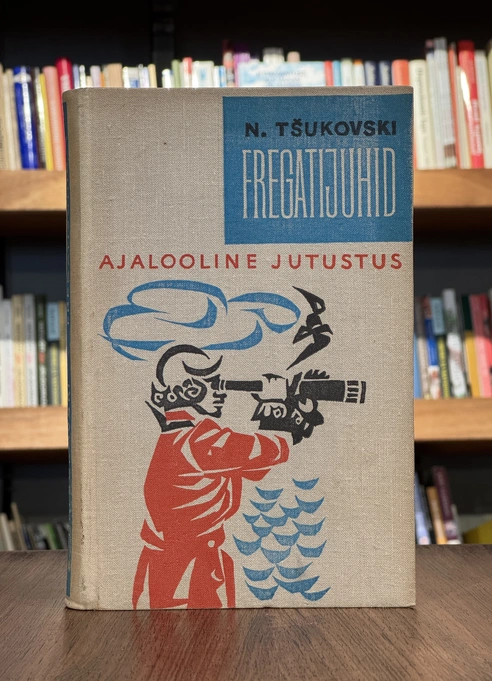 N. TŠUKOVSKI
FREGATIJUHID
AJALOOLINE JUTUSTUS